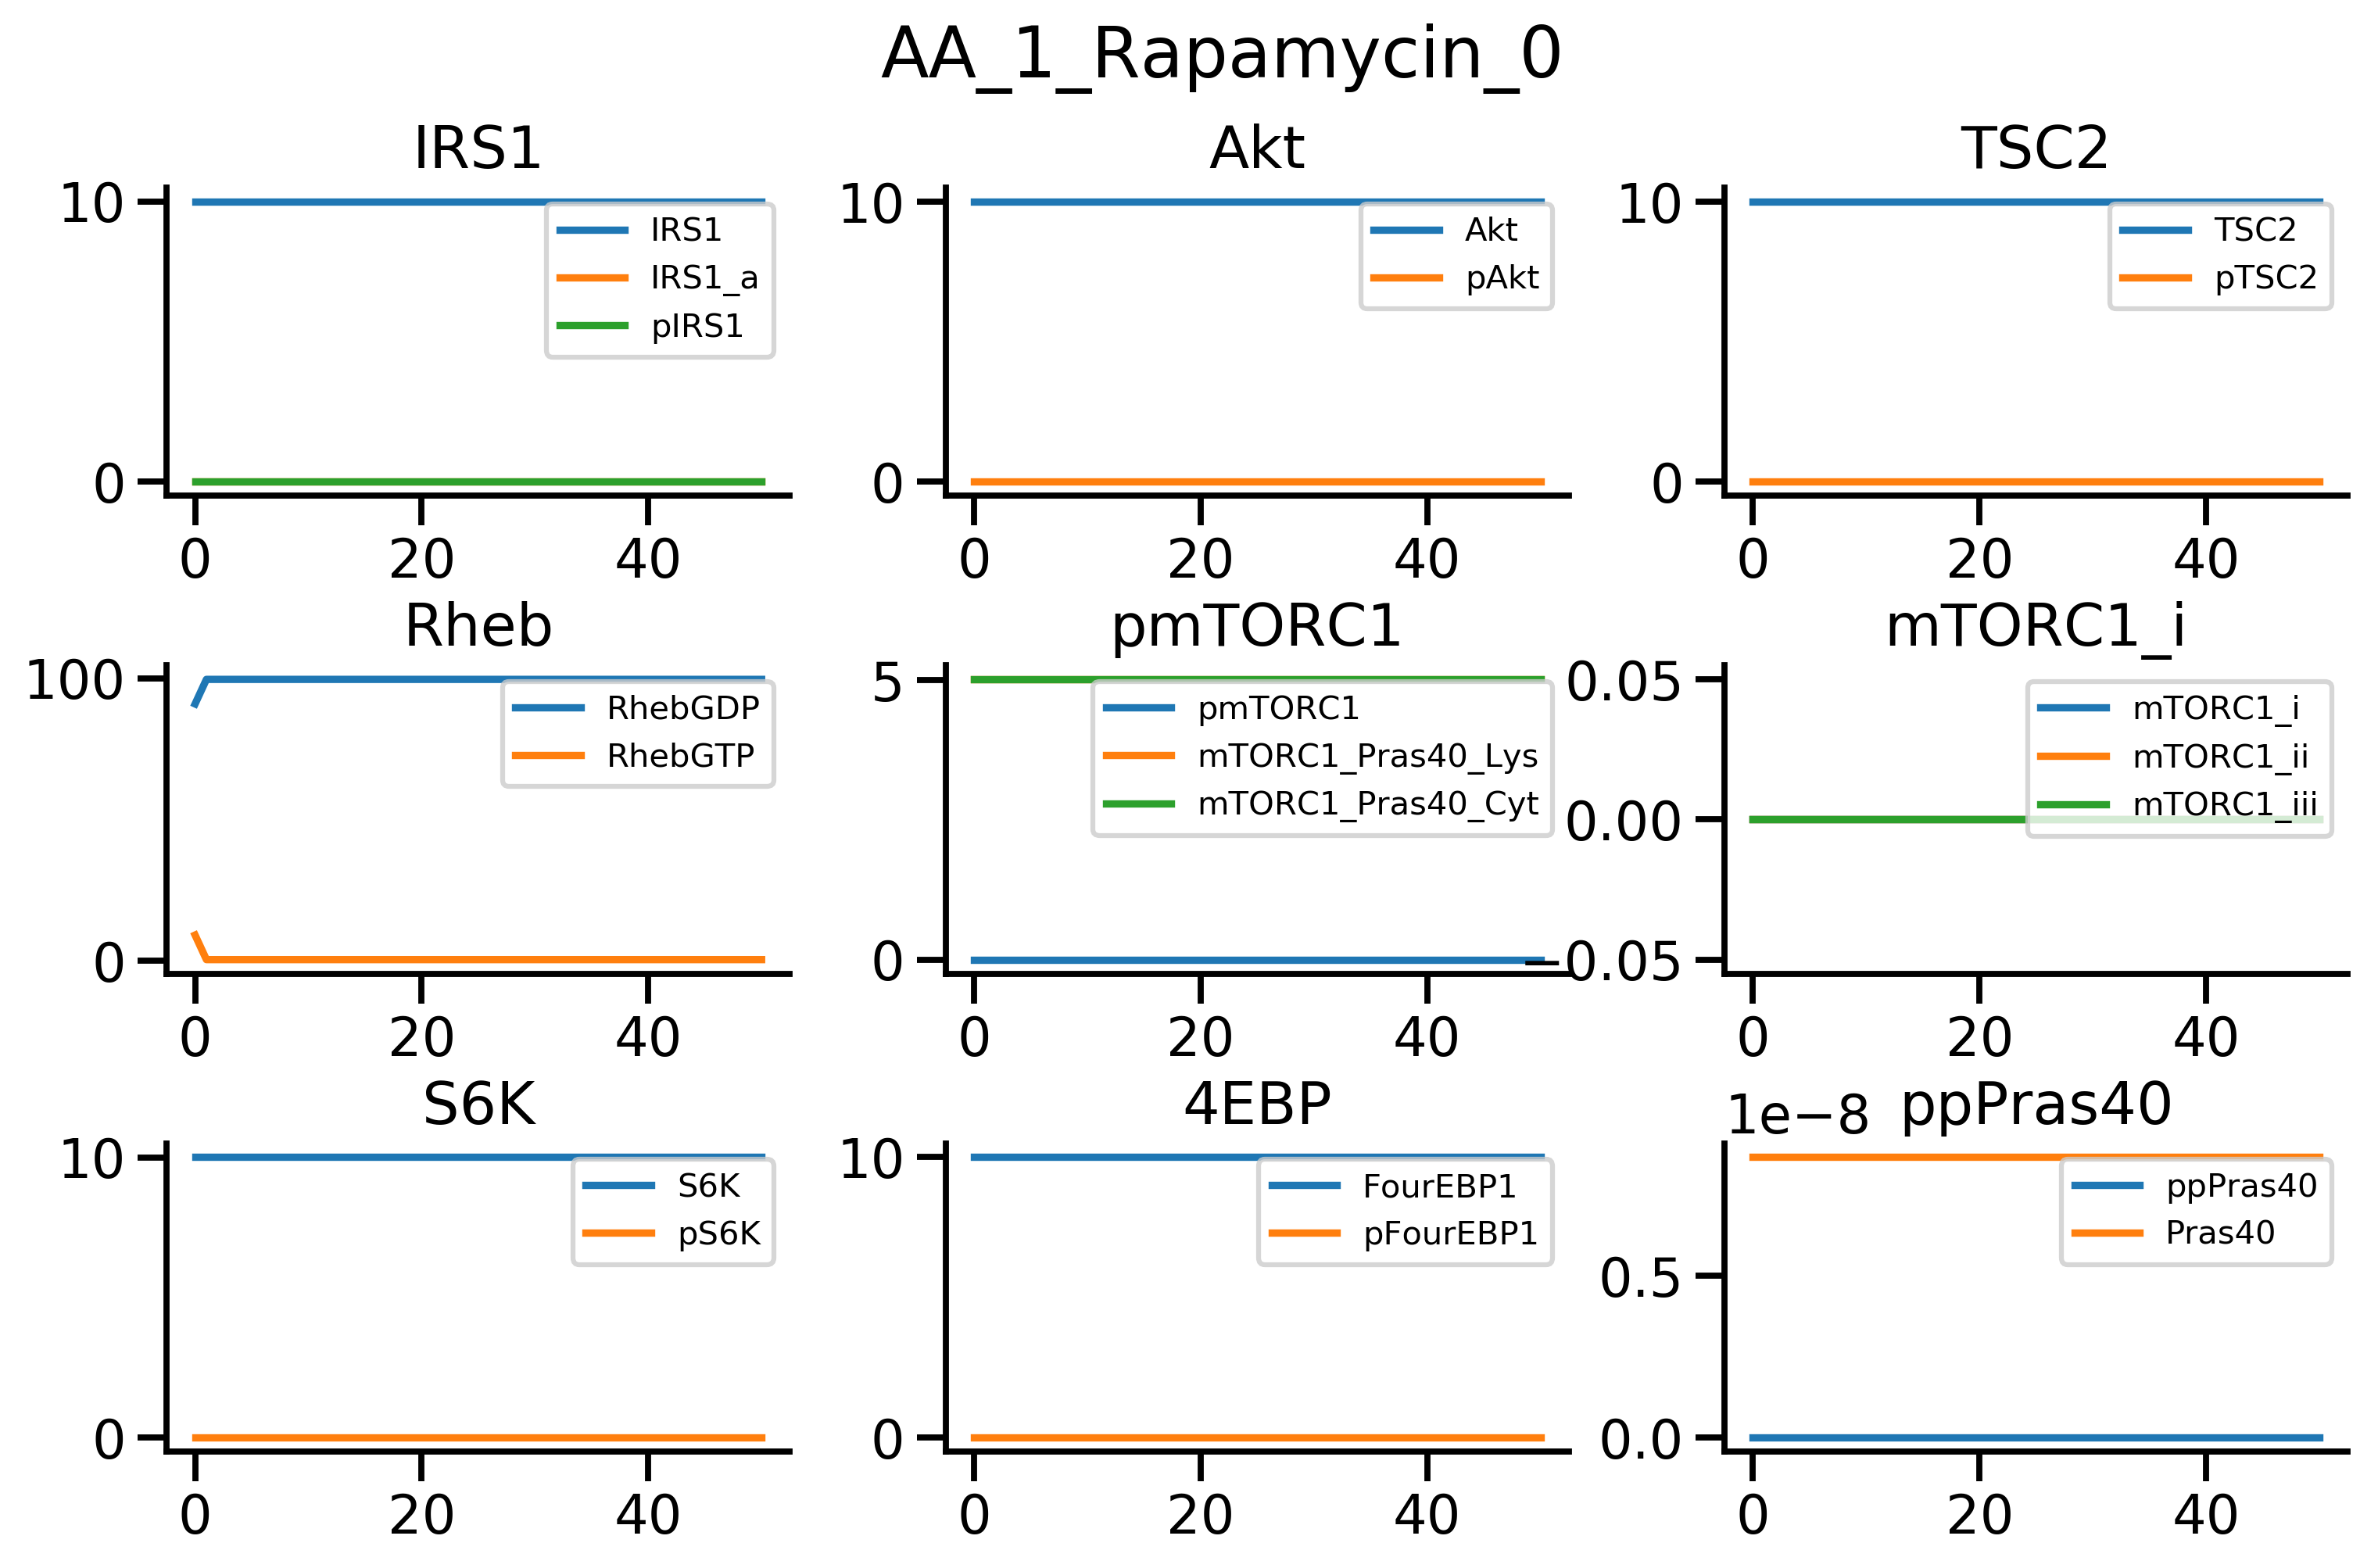 AA_1_Rapamycin_0
IRS1
10
0
0 20 40
IRS1
IRS1_a
pIRS1
Akt
10
0
0 20 40
Akt
pAkt
TSC2
10
0
0 20 40
TSC2
pTSC2
Rheb
100
0
0 20 40
RhebGDP
RhebGTP
pmTORC1
5
0
0 20 40
pmTORC1
mTORC1_Pras40_Lys
mTORC1_Pras40_Cyt
mTORC1_i
0.05
0.00
−0.05
0 20 40
mTORC1_i
mTORC1_ii
mTORC1_iii
S6K
10
0
0 20 40
S6K
pS6K
4EBP
10
0
0 20 40
FourEBP1
pFourEBP1
1e−8 ppPras40
0.5
0.0
0 20 40
ppPras40
Pras40